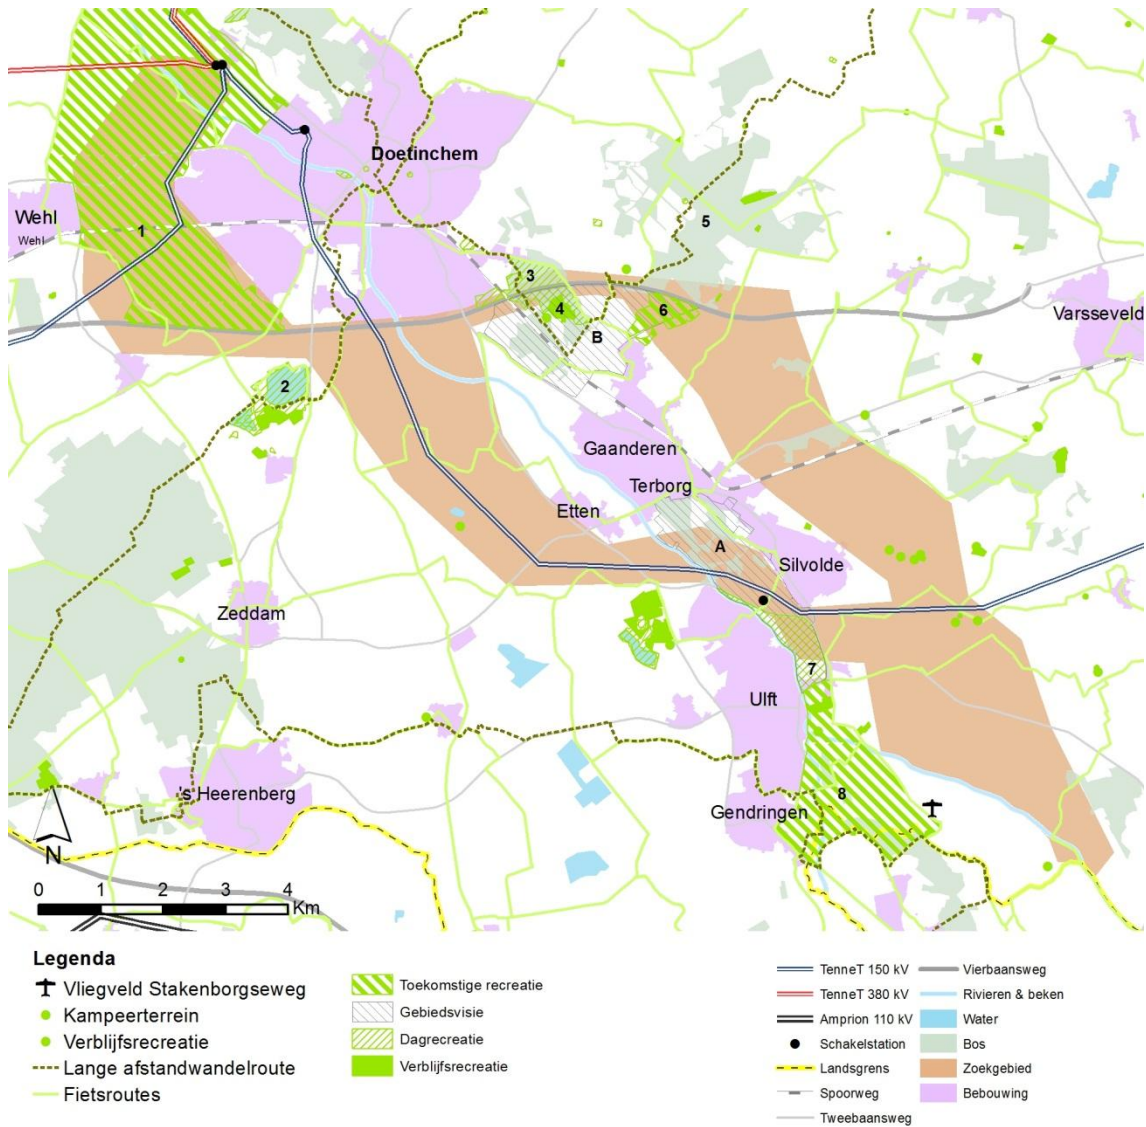 Doetinchem
Wehl
Wehl
1
2
3
4
B
5
6
Varsseveld
Gaanderen
Terborg
Etten
A
Silvolde
Zeddam
7
Ulft
's Heerenberg
8
Gendringen
N
0 1 2 3 4
Km
Legenda
Vliegveld Stakenborgseweg
Kampeerterrein
Verblijfsrecreatie
Lange afstandwandelroute
Fietsroutes
Toekomstige recreatie
Gebiedsvisie
Dagrecreatie
Verblijfsrecreatie
TenneT 150 kV
TenneT 380 kV
Amprion 110 kV
Schakelstation
Landsgrens
Spoorweg
Tweebaansweg
Vierbaansweg
Rivieren & beken
Water
Bos
Zoekgebied
Bebouwing